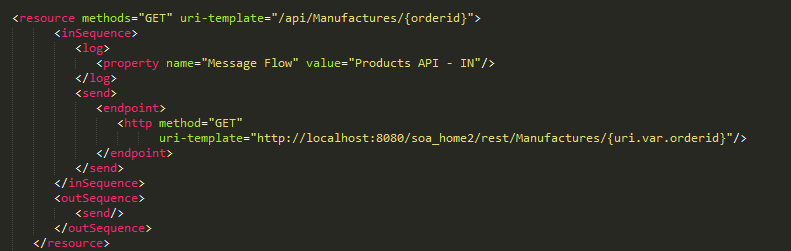 <resource methods="GET" uri-template="/api/Manufactures/{orderid}">
<inSequence>
<log>
<property name="Message Flow" value="Products API - IN"/>
</log>
<send>
<endpoint>
<http method="GET"
uri-template="http://localhost:8080/soa_home2/rest/Manufactures/{uri.var.orderid}"/>
</endpoint>
</send>
</inSequence>
<outSequence>
<send/>
</outSequence>
</resource>